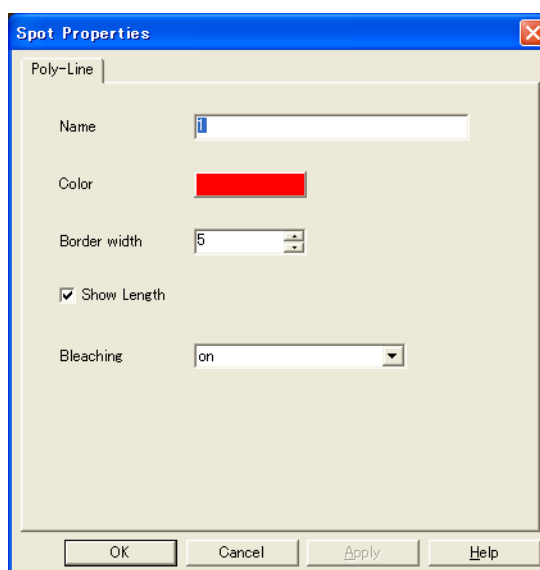 Spot Properties
Poly-Line
Name 1
Color
Border width 5
Show Length
Bleaching on
OK Cancel Apply Help